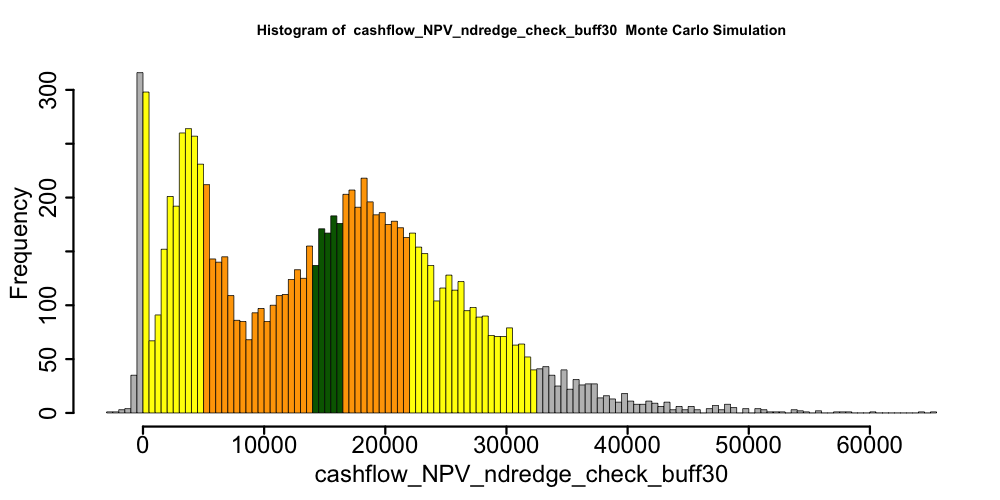 Histogram of  cashflow_NPV_ndredge_check_buff30  Monte Carlo Simulation
Frequency
300
200
100
50
0
0 10000 20000 30000 40000 50000 60000
cashflow_NPV_ndredge_check_buff30